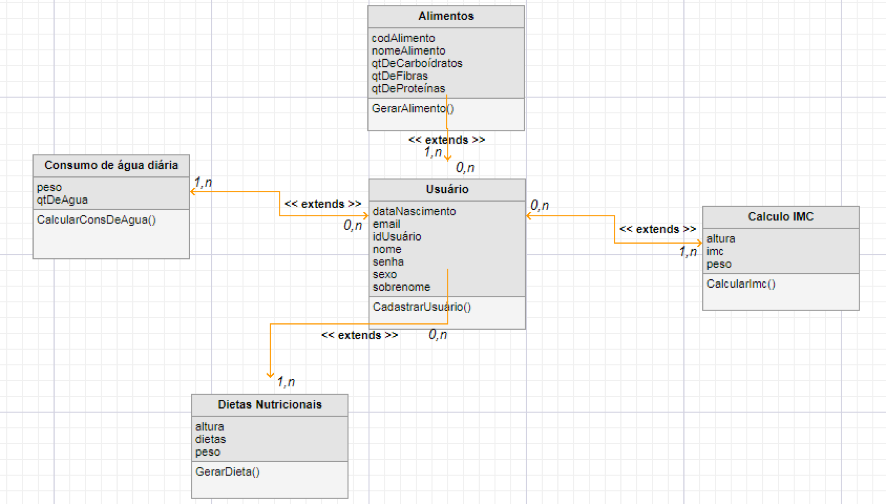 Alimentos
codAlimento
nomeAlimento
qtDeCarboídratos
qtDeFibras
qtDeProteínas
GerarAlimento()
<< extends >>
1,n
0,n
Consumo de água diária
peso
qtDeAgua
CalcularConsDeAgua()
1,n
<< extends >>
0,n
Usuário
dataNascimento
email
idUsuário
nome
senha
sexo
sobrenome
CadastrarUsuário()
0,n
<< extends >>
1,n
Calculo IMC
altura
imc
peso
CalcularImc()
<< extends >>
0,n
1,n
Dietas Nutricionais
altura
dietas
peso
GerarDieta()